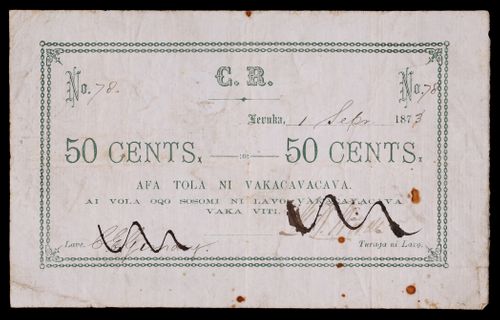 C. R.
No. 78. No. 78
Levuka, 1 Sepr 1873
50 CENTS. 50 CENTS.
AFA TOLA NI VAKACAVACAVA.
AI VOLA OQO SOSOMI NI LAVO VAKACAVACAVA
VAKA VITI.
Lave. Turaga ni Lavo.